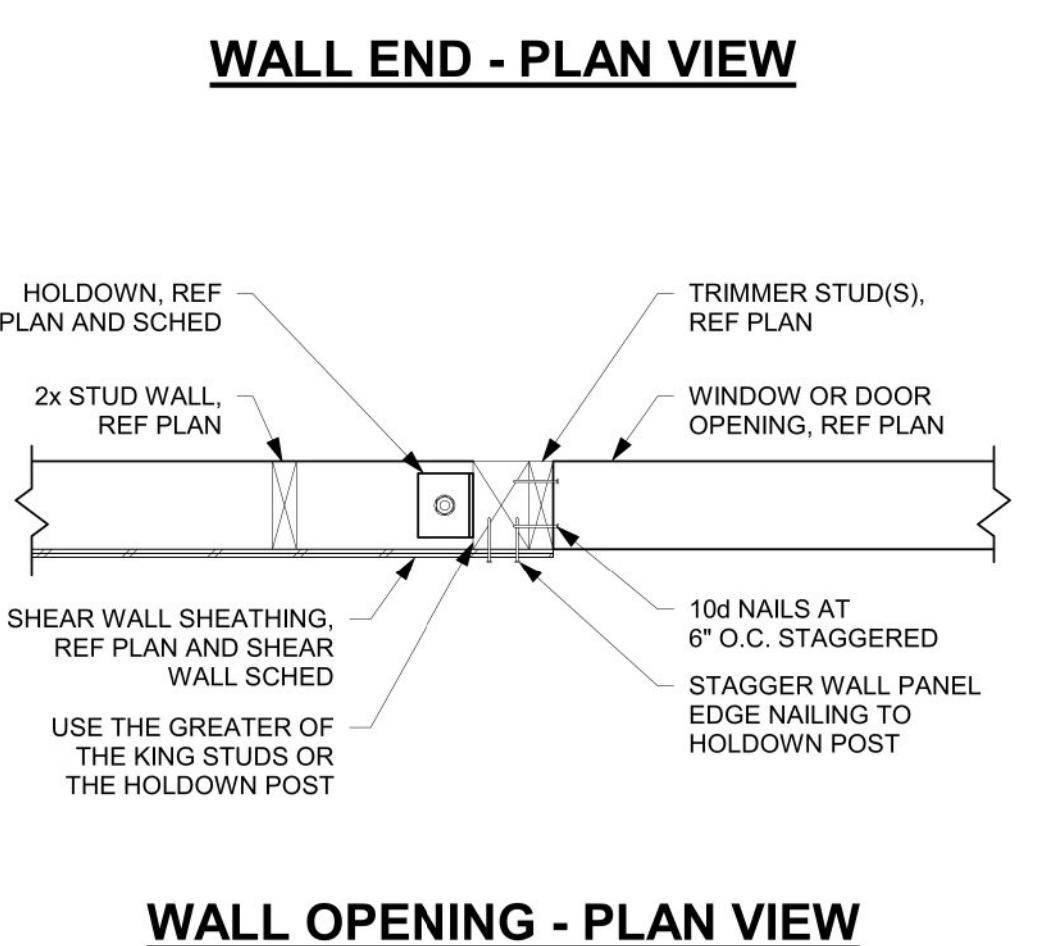 WALL END - PLAN VIEW
HOLDOWN, REF
PLAN AND SCHED
2x STUD WALL,
REF PLAN
TRIMMER STUD(S),
REF PLAN
WINDOW OR DOOR
OPENING, REF PLAN
SHEAR WALL SHEATHING,
REF PLAN AND SHEAR
WALL SCHED
USE THE GREATER OF
THE KING STUDS OR
THE HOLDOWN POST
10d NAILS AT
6" O.C. STAGGERED
STAGGER WALL PANEL
EDGE NAILING TO
HOLDOWN POST
WALL OPENING - PLAN VIEW